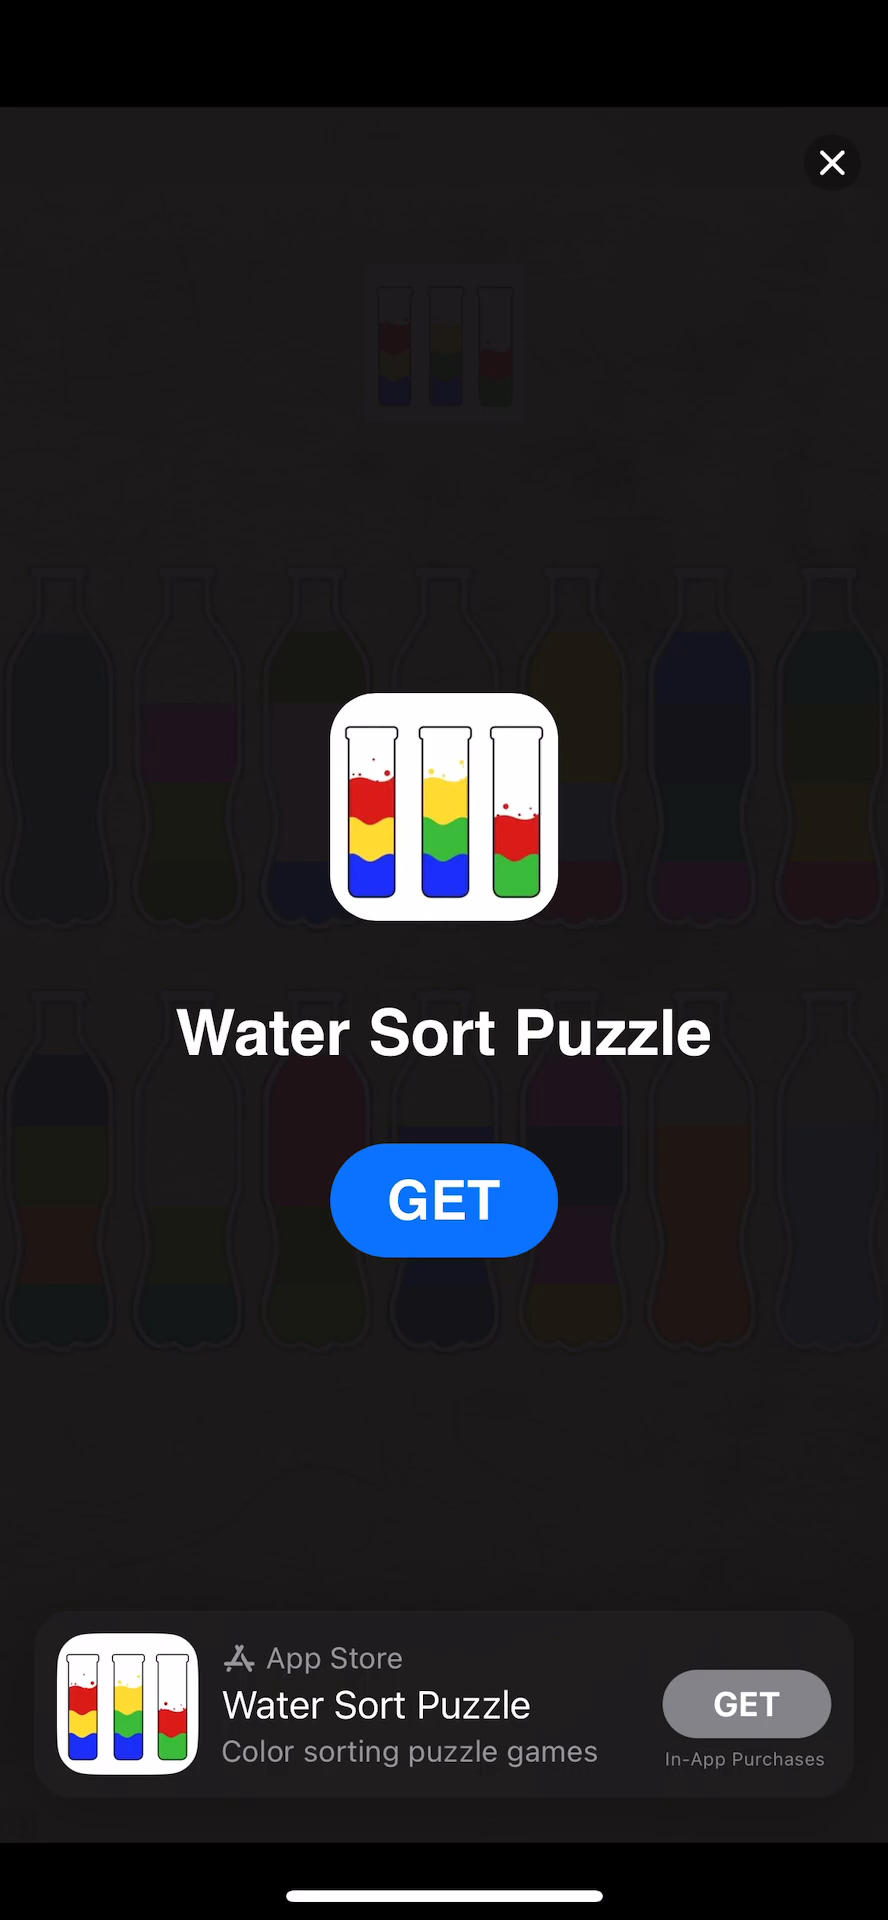 Water Sort Puzzle
GET
App Store
Water Sort Puzzle
Color sorting puzzle games
GET
In-App Purchases